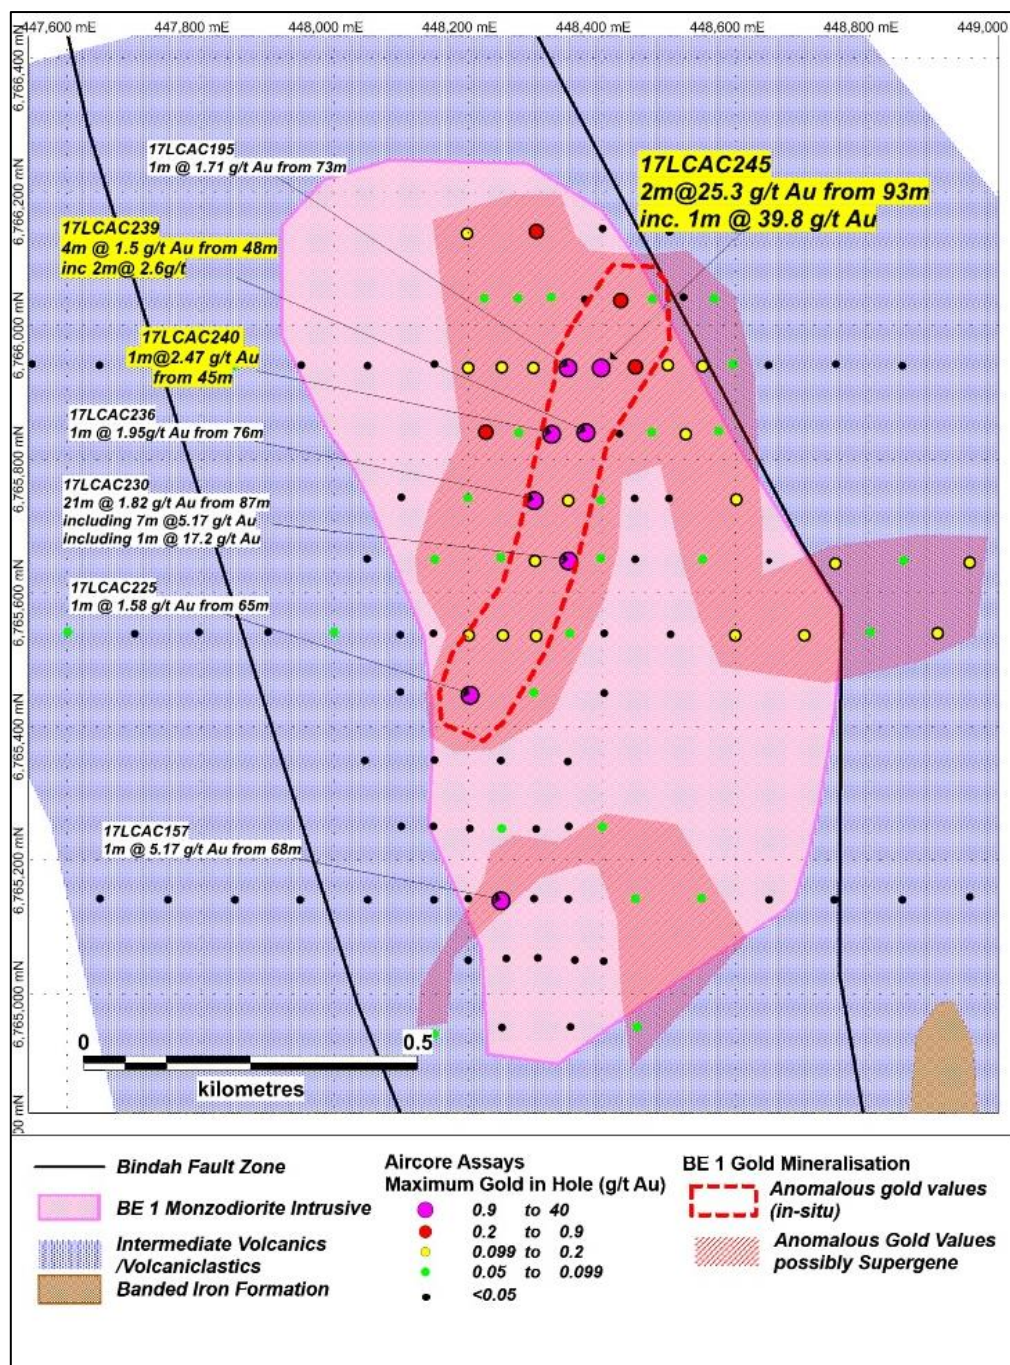 447,600 mE 447,800 mE 448,000 mE 448,200 mE 448,400 mE 448,600 mE 448,800 mE 449,000
6,766,400 mN
6,766,200 mN
6,766,000 mN
6,765,800 mN
6,765,600 mN
6,765,400 mN
6,765,200 mN
6,765,000 mN
00 mN
17LCAC195
1m @ 1.71 g/t Au from 73m
17LCAC245
2m@25.3 g/t Au from 93m
inc. 1m @ 39.8 g/t Au
17LCAC239
4m @ 1.5 g/t Au from 48m
inc 2m@ 2.6g/t
17LCAC240
1m@2.47 g/t Au
from 45m
17LCAC236
1m @ 1.95g/t Au from 76m
17LCAC230
21m @ 1.82 g/t Au from 87m
including 7m @5.17 g/t Au
including 1m @ 17.2 g/t Au
17LCAC225
1m @ 1.58 g/t Au from 65m
17LCAC157
1m @ 5.17 g/t Au from 68m
0 0.5
kilometres
Bindah Fault Zone
BE 1 Monzodiorite Intrusive
Intermediate Volcanics
/Volcaniclastics
Banded Iron Formation
Aircore Assays
Maximum Gold in Hole (g/t Au)
0.9 to 40
0.2 to 0.9
0.099 to 0.2
0.05 to 0.099
<0.05
BE 1 Gold Mineralisation
Anomalous gold values
(in-situ)
Anomalous Gold Values
possibly Supergene